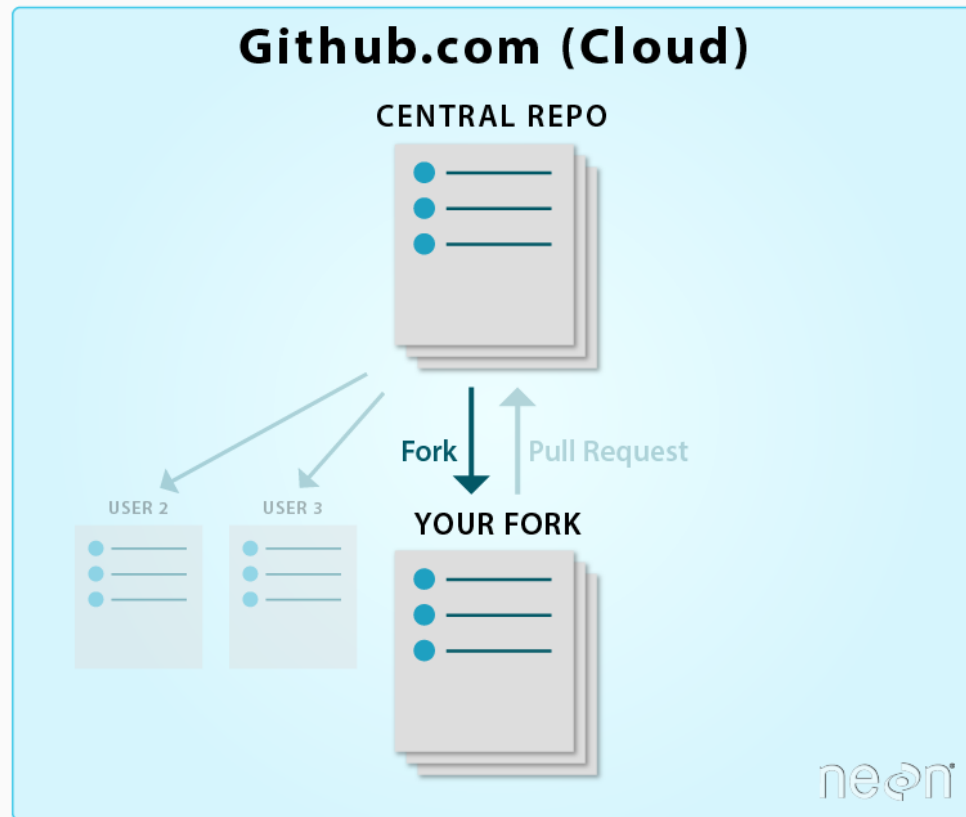 Github.com (Cloud)
CENTRAL REPO
Fork
Pull Request
USER 2
USER 3
YOUR FORK
neon